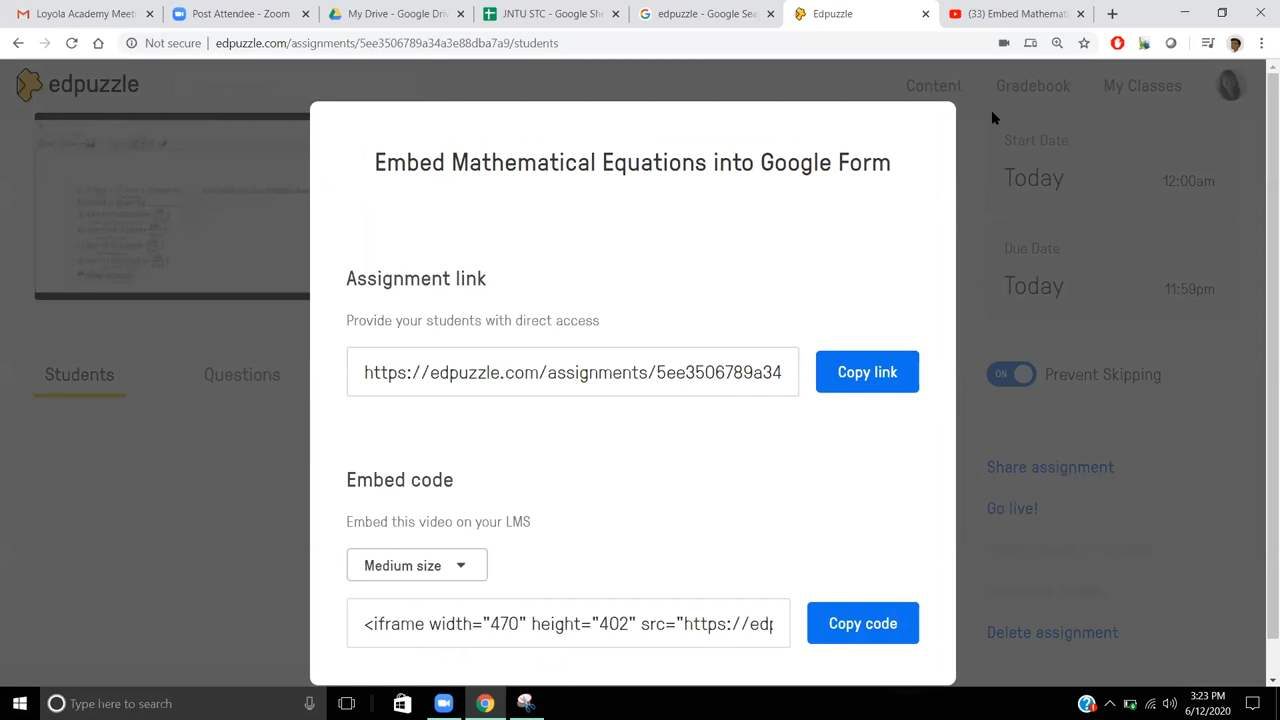 Loyala Academy Meeti
Post Attendee - Zoom
My Drive - Google Dri
JNTU STC - Google She
edpuzzle - Google Sea
Edpuzzle
(33) Embed Mathemati
Not secure
edpuzzle.com/assignments/5ee3506789a34a3e88dba7a9/students
edpuzzle
Content
Gradebook
My Classes
Embed Mathematical Equations into Google Form
Start Date
Today 12:00am
Due Date
Today 11:59pm
Assignment link
Provide your students with direct access
https://edpuzzle.com/assignments/5ee3506789a34
Copy link
Students
Questions
ON Prevent Skipping
Share assignment
Go live!
Delete assignment
Embed code
Embed this video on your LMS
Medium size
<iframe width="470" height="402" src="https://edp
Copy code
Type here to search
3:23 PM
6/12/2020